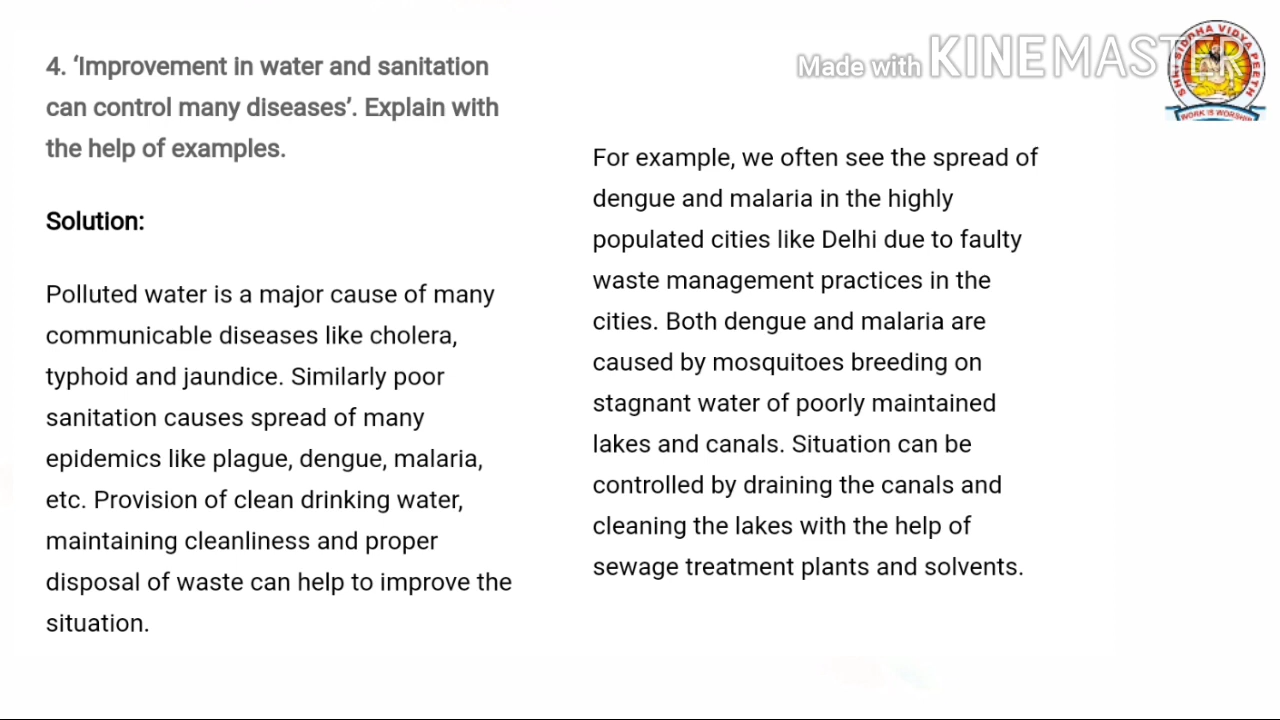 Made with KINEMASTER
SHRI SIDDHA VIDYA PEETH
WORK IS WORSHIP
4. ‘Improvement in water and sanitation
can control many diseases’. Explain with
the help of examples.
Solution:
Polluted water is a major cause of many
communicable diseases like cholera,
typhoid and jaundice. Similarly poor
sanitation causes spread of many
epidemics like plague, dengue, malaria,
etc. Provision of clean drinking water,
maintaining cleanliness and proper
disposal of waste can help to improve the
situation.
For example, we often see the spread of
dengue and malaria in the highly
populated cities like Delhi due to faulty
waste management practices in the
cities. Both dengue and malaria are
caused by mosquitoes breeding on
stagnant water of poorly maintained
lakes and canals. Situation can be
controlled by draining the canals and
cleaning the lakes with the help of
sewage treatment plants and solvents.